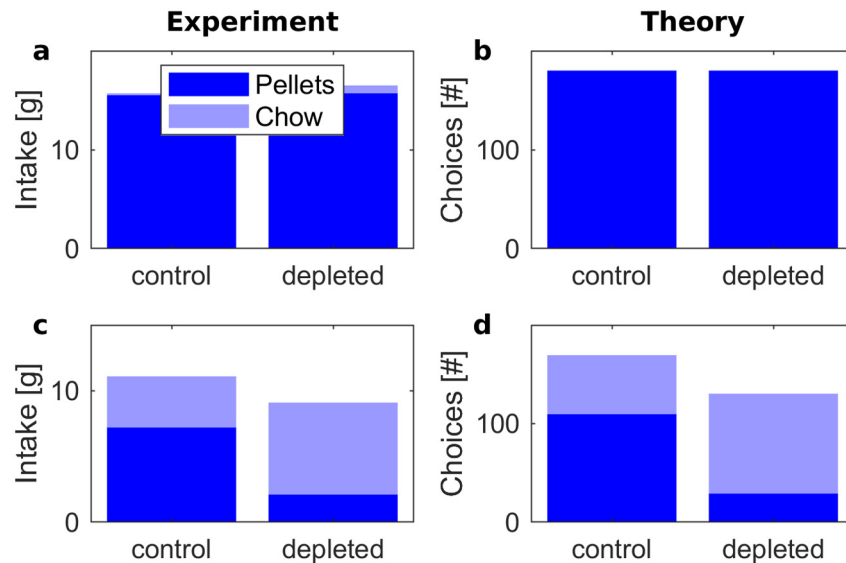 Experiment
Theory
a
Intake [g]
10
0
Pellets
Chow
control
depleted
b
Choices [#]
100
0
control
depleted
c
Intake [g]
10
0
control
depleted
d
Choices [#]
100
0
control
depleted